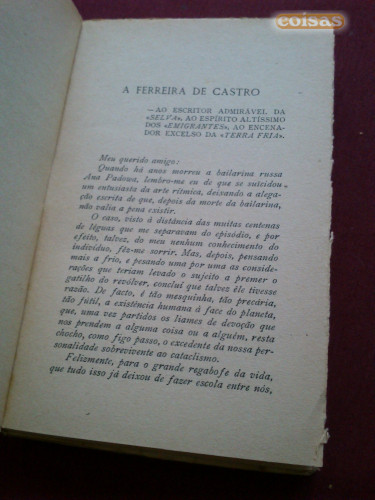 coisas
A FERREIRA DE CASTRO
—AO ESCRITOR ADMIRÁVEL DA
«SELVA», AO ESPÍRITO ALTÍSSIMO
DOS «EMIGRANTES», AO ENCENA-
DOR EXCELSO DA «TERRA FRIA».
Meu querido amigo:
Quando há anos morreu a bailarina russa
Ana Padowa, lembro-me eu de que se suicidou
um entusiasta da arte rítmica, deixando a alega-
ção escrita de que, depois da morte da bailarina,
não valia a pena existir.
O caso, visto à distância das muitas centenas
de léguas que me separavam do episódio, e por
efeito, talvez, do meu nenhum conhecimento do
indivíduo, fêz-me sorrir. Mas, depois, pensando
mais a frio, e pesando uma por uma as conside-
rações que teriam levado o sujeito a premer o
gatilho do revólver, concluí que talvez êle tivesse
razão. De facto, é tão mesquinha, tão precária,
tão fútil, a existência humana à face do planeta,
que, uma vez partidos os liames de devoção que
nos prendem a alguma coisa ou a alguém, resta
chocho, como figo passo, o excedente da nossa per-
sonalidade sobrevivente ao cataclismo.
Felizmente, para o grande regabofe da vida,
que tudo isso já deixou de fazer escola entre nós,